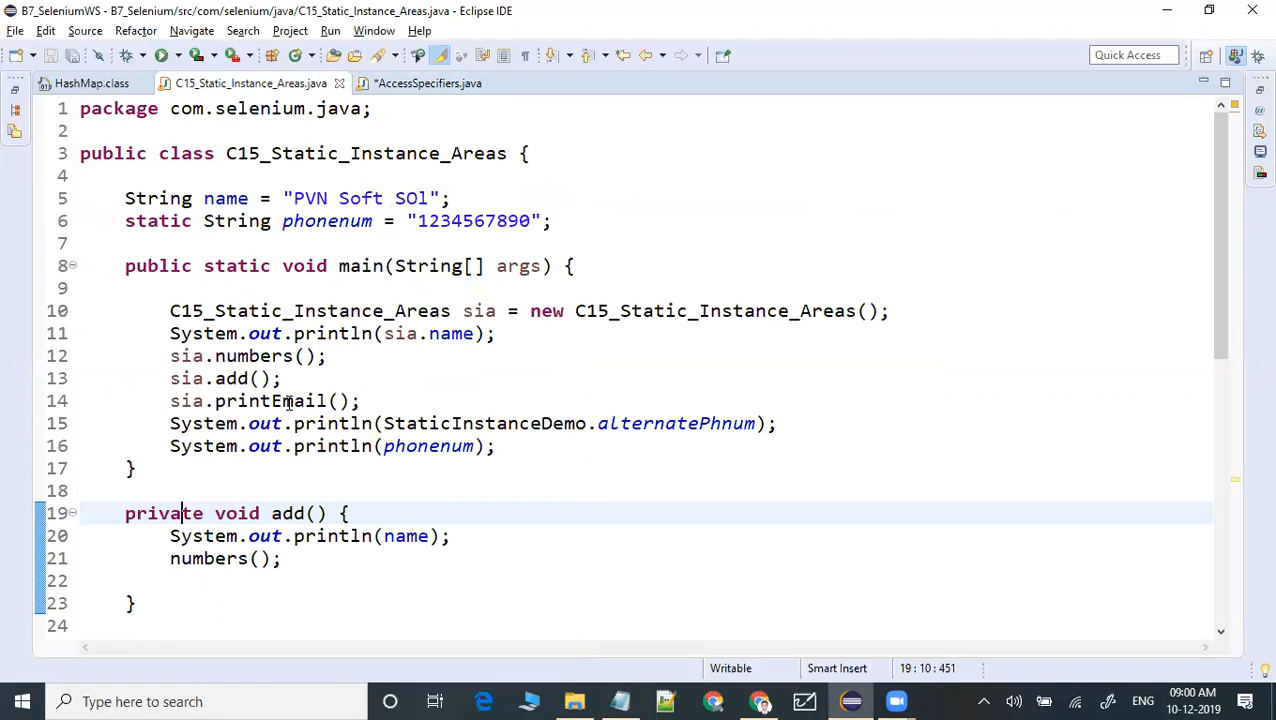 B7_SeleniumWS - B7_Selenium/src/com/selenium/java/C15_Static_Instance_Areas.java - Eclipse IDE
File Edit Source Refactor Navigate Search Project Run Window Help
Quick Access
HashMap.class C15_Static_Instance_Areas.java *AccessSpecifiers.java
1 package com.selenium.java;
2
3 public class C15_Static_Instance_Areas {
4
5 String name = "PVN Soft SOl";
6 static String phonenum = "1234567890";
7
8 public static void main(String[] args) {
9
10 C15_Static_Instance_Areas sia = new C15_Static_Instance_Areas();
11 System.out.println(sia.name);
12 sia.numbers();
13 sia.add();
14 sia.printEmail();
15 System.out.println(StaticInstanceDemo.alternatePhnum);
16 System.out.println(phonenum);
17 }
18
19 private void add() {
20 System.out.println(name);
21 numbers();
22
23 }
24
Writable Smart Insert 19 : 10 : 451
Type here to search
ENG
09:00 AM
10-12-2019